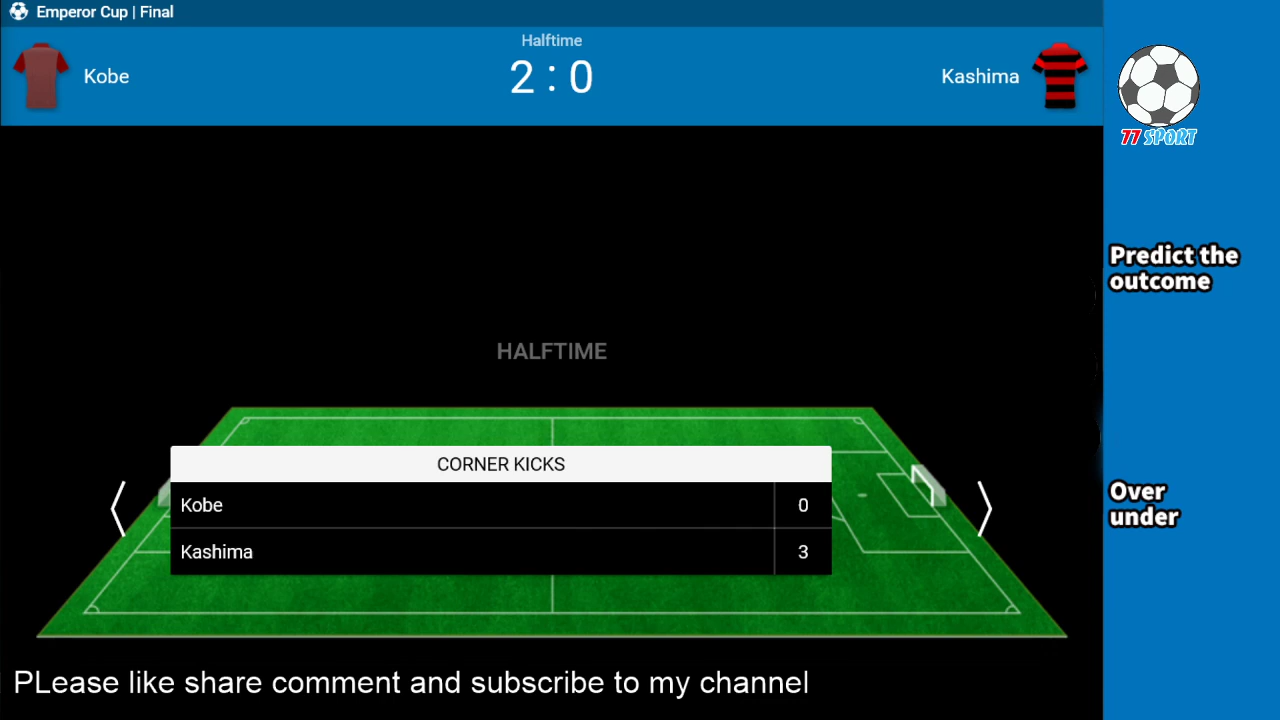 Emperor Cup | Final
Halftime
Kobe
2 : 0
Kashima
77 SPORT
Predict the
outcome
HALFTIME
CORNER KICKS
Kobe 0
Kashima 3
Over
under
PLease like share comment and subscribe to my channel